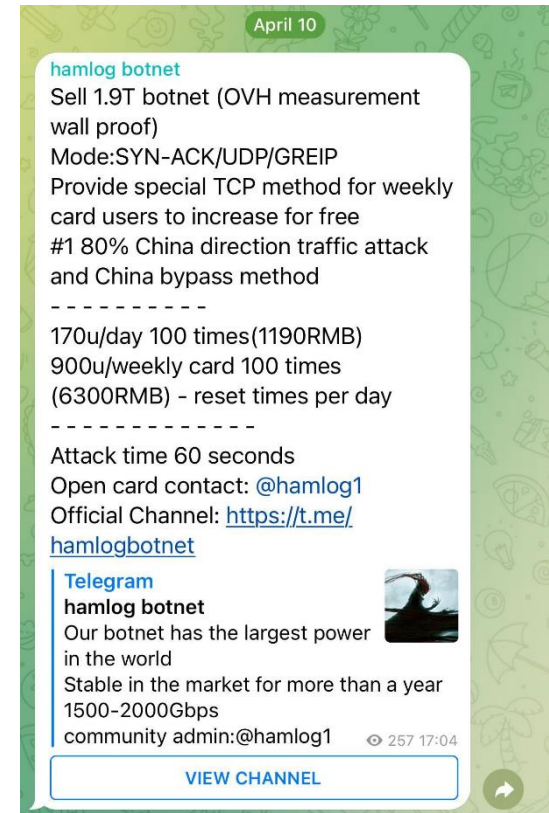 April 10
hamlog botnet
Sell 1.9T botnet (OVH measurement
wall proof)
Mode:SYN-ACK/UDP/GREIP
Provide special TCP method for weekly
card users to increase for free
#1 80% China direction traffic attack
and China bypass method
- - - - - - - - - -
170u/day 100 times(1190RMB)
900u/weekly card 100 times
(6300RMB) - reset times per day
- - - - - - - - - - - - -
Attack time 60 seconds
Open card contact: @hamlog1
Official Channel: https://t.me/
hamlogbotnet
Telegram
hamlog botnet
Our botnet has the largest power
in the world
Stable in the market for more than a year
1500-2000Gbps
community admin:@hamlog1
257 17:04
VIEW CHANNEL